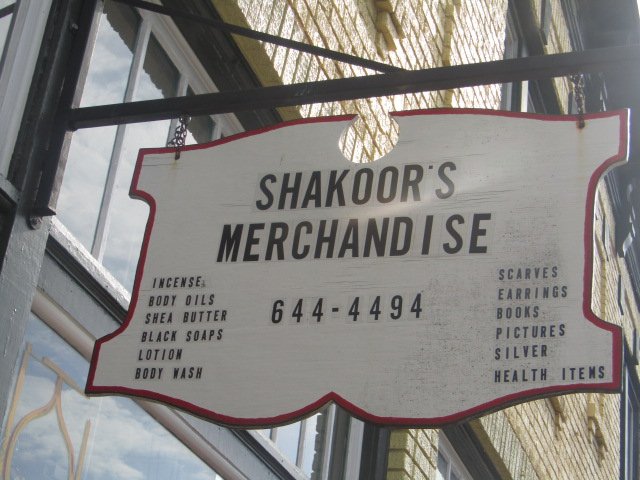 SHAKOOR'S
MERCHANDISE
644-4494
INCENSE
BODY OILS
SHEA BUTTER
BLACK SOAPS
LOTION
BODY WASH
SCARVES
EARRINGS
BOOKS
PICTURES
SILVER
HEALTH ITEMS